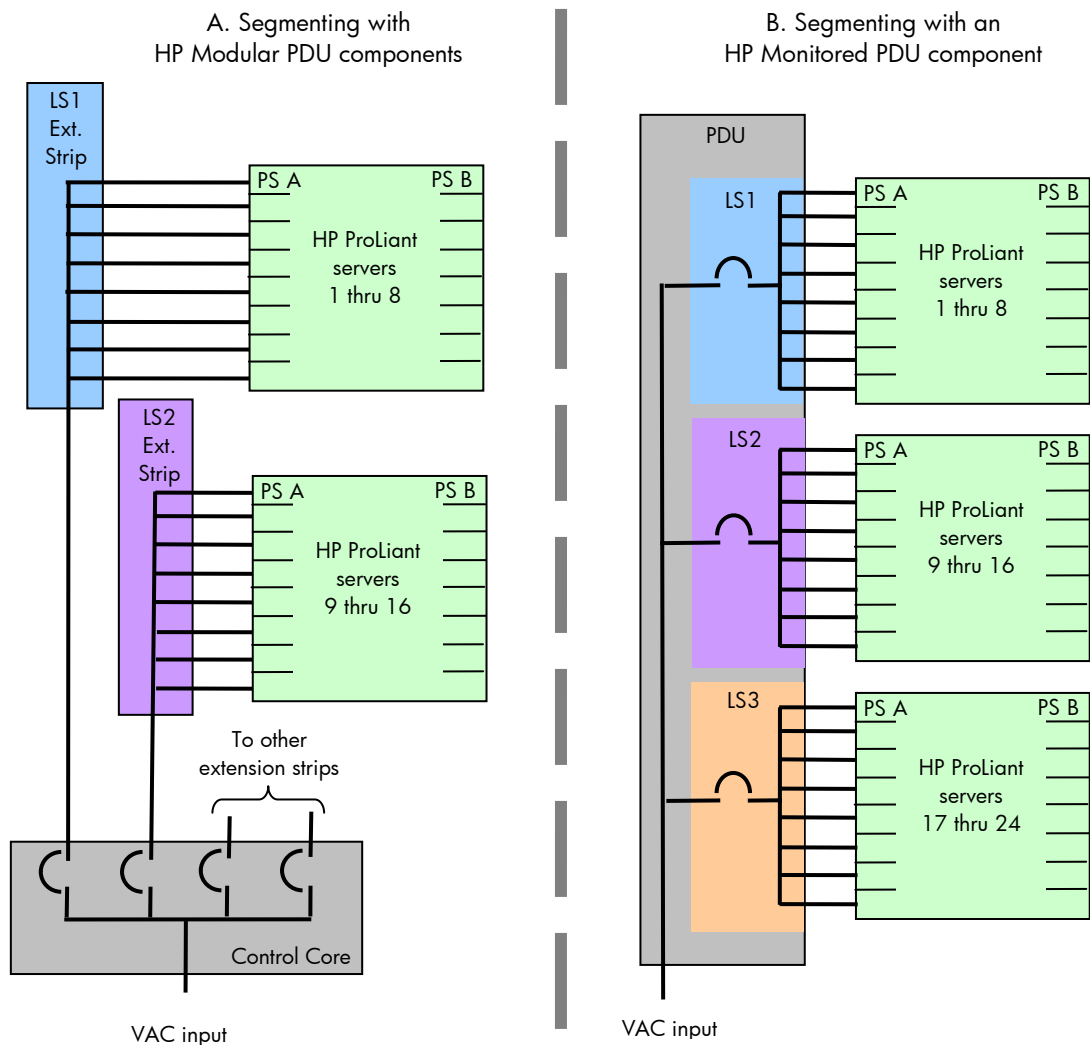 A. Segmenting with
HP Modular PDU components
LS1
Ext.
Strip
PS A
PS B
HP ProLiant
servers
1 thru 8
LS2
Ext.
Strip
PS A
PS B
HP ProLiant
servers
9 thru 16
To other
extension strips
Control Core
VAC input
B. Segmenting with an
HP Monitored PDU component
PDU
LS1
PS A
PS B
HP ProLiant
servers
1 thru 8
LS2
PS A
PS B
HP ProLiant
servers
9 thru 16
LS3
PS A
PS B
HP ProLiant
servers
17 thru 24
VAC input